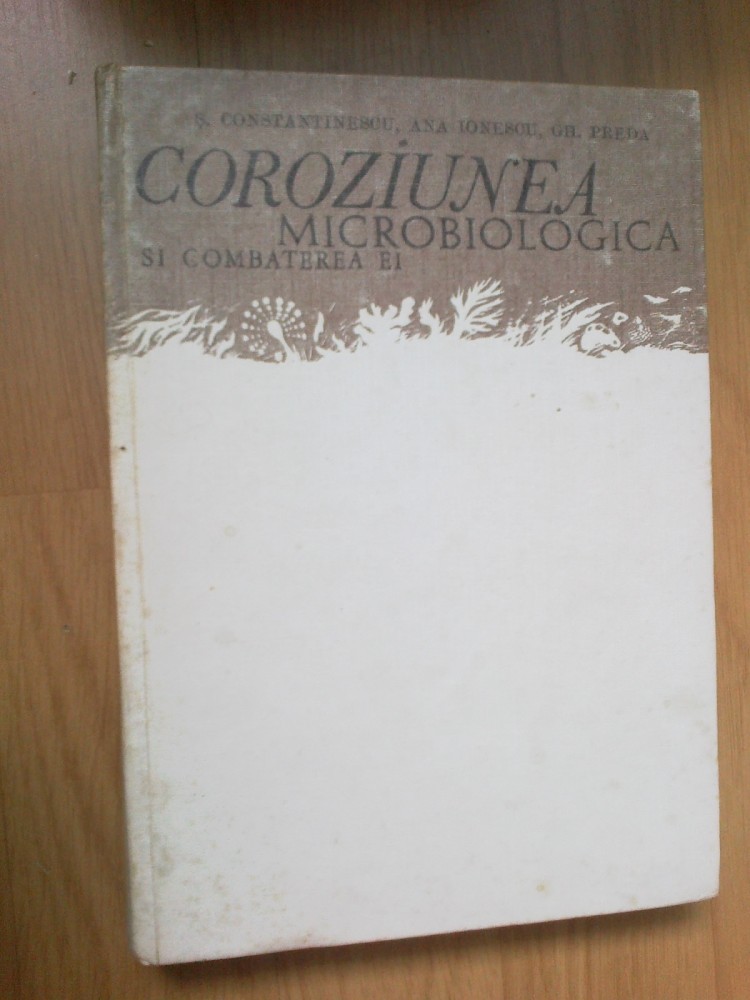 Ș. CONSTANTINESCU, ANA IONESCU, GH. PREDA
COROZIUNEA
MICROBIOLOGICA
SI COMBATEREA EI